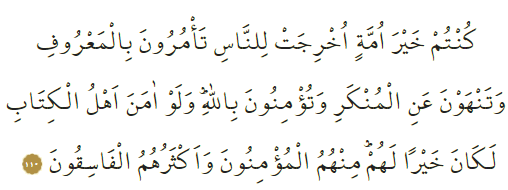 كُنْتُمْ خَيْرَ اُمَّةٍ اُخْرِجَتْ لِلنَّاسِ تَأْمُرُونَ بِالْمَعْرُوفِ
وَتَنْهَوْنَ عَنِ الْمُنْكَرِ وَتُؤْمِنُونَ بِاللّٰهِۜ وَلَوْ اٰمَنَ اَهْلُ الْكِتَابِ
لَكَانَ خَيْرًا لَهُمْۜ مِنْهُمُ الْمُؤْمِنُونَ وَاَكْثَرُهُمُ الْفَاسِقُونَ ١١٠